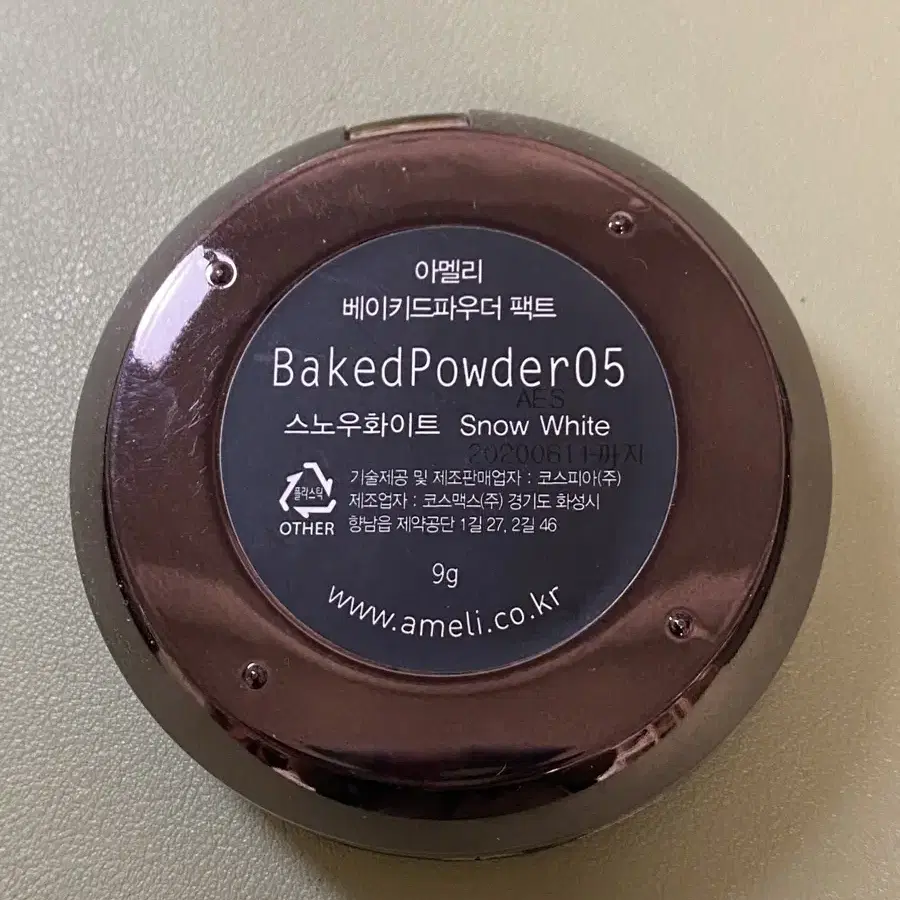 아멜리
베이키드파우더 팩트
BakedPowder05
AES
스노우화이트 Snow White
20200611까지
플라스틱
OTHER
기술제공 및 제조판매업자 : 코스피아(주)
제조업자 : 코스맥스(주) 경기도 화성시
향남읍 제약공단 1길 27, 2길 46
9g
www.ameli.co.kr